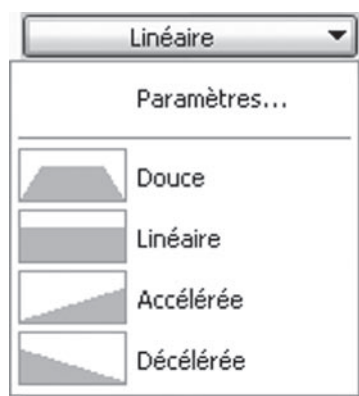 Linéaire
Paramètres...
Douce
Linéaire
Accélérée
Décélérée